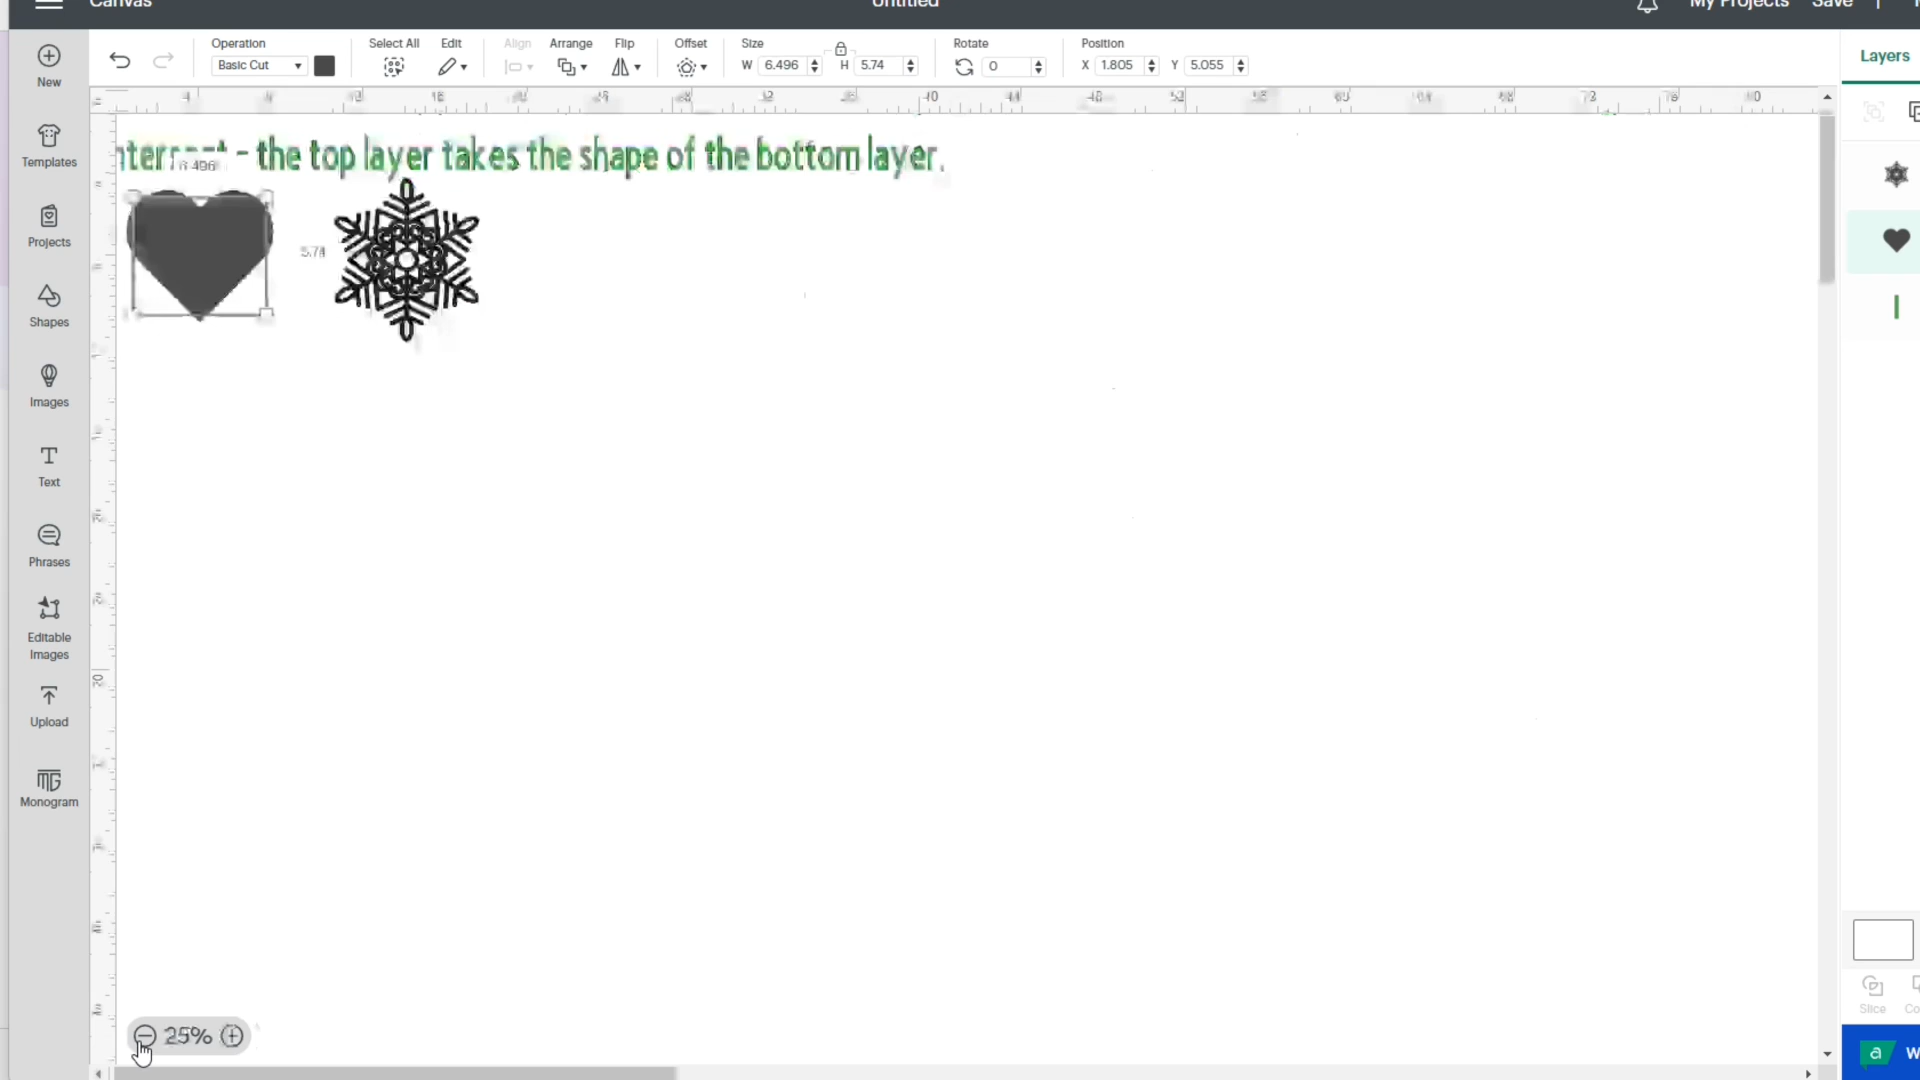 Canvas
Untitled
My Projects
Save
Operation
Basic Cut
Select All
Edit
Align
Arrange
Flip
Offset
Size
W 6.496
H 5.74
Rotate
0
Position
X 1.805
Y 5.055
Layers
New
Templates
Projects
Shapes
Images
Text
Phrases
Editable
Images
Upload
Monogram
- the top layer takes the shape of the bottom layer.
6.496
5.74
25%
Slice